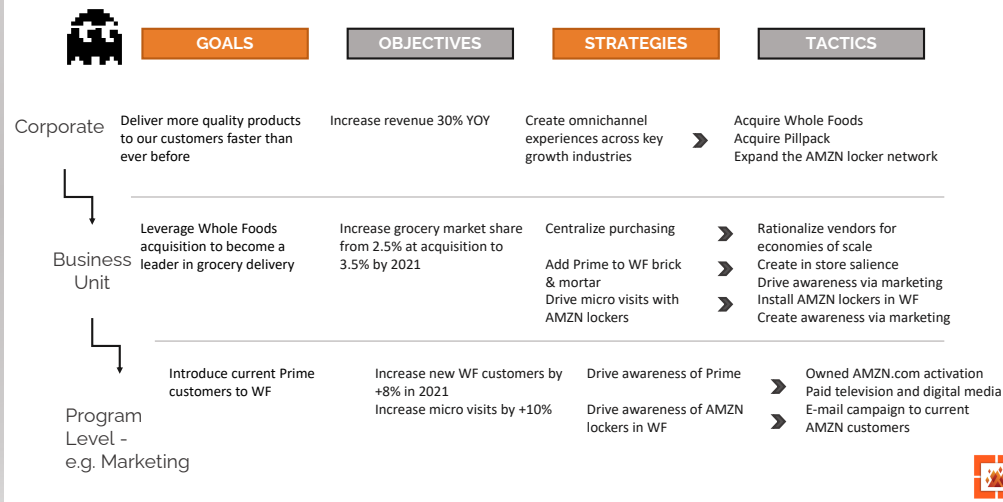 GOALS
OBJECTIVES
STRATEGIES
TACTICS
Corporate
Deliver more quality products
to our customers faster than
ever before
Increase revenue 30% YOY
Create omnichannel
experiences across key
growth industries
Acquire Whole Foods
Acquire Pillpack
Expand the AMZN locker network
Business
Unit
Leverage Whole Foods
acquisition to become a
leader in grocery delivery
Increase grocery market share
from 2.5% at acquisition to
3.5% by 2021
Centralize purchasing
Add Prime to WF brick
& mortar
Drive micro visits with
AMZN lockers
Rationalize vendors for
economies of scale
Create in store salience
Drive awareness via marketing
Install AMZN lockers in WF
Create awareness via marketing
Program
Level -
e.g. Marketing
Introduce current Prime
customers to WF
Increase new WF customers by
+8% in 2021
Increase micro visits by +10%
Drive awareness of Prime
Drive awareness of AMZN
lockers in WF
Owned AMZN.com activation
Paid television and digital media
E-mail campaign to current
AMZN customers